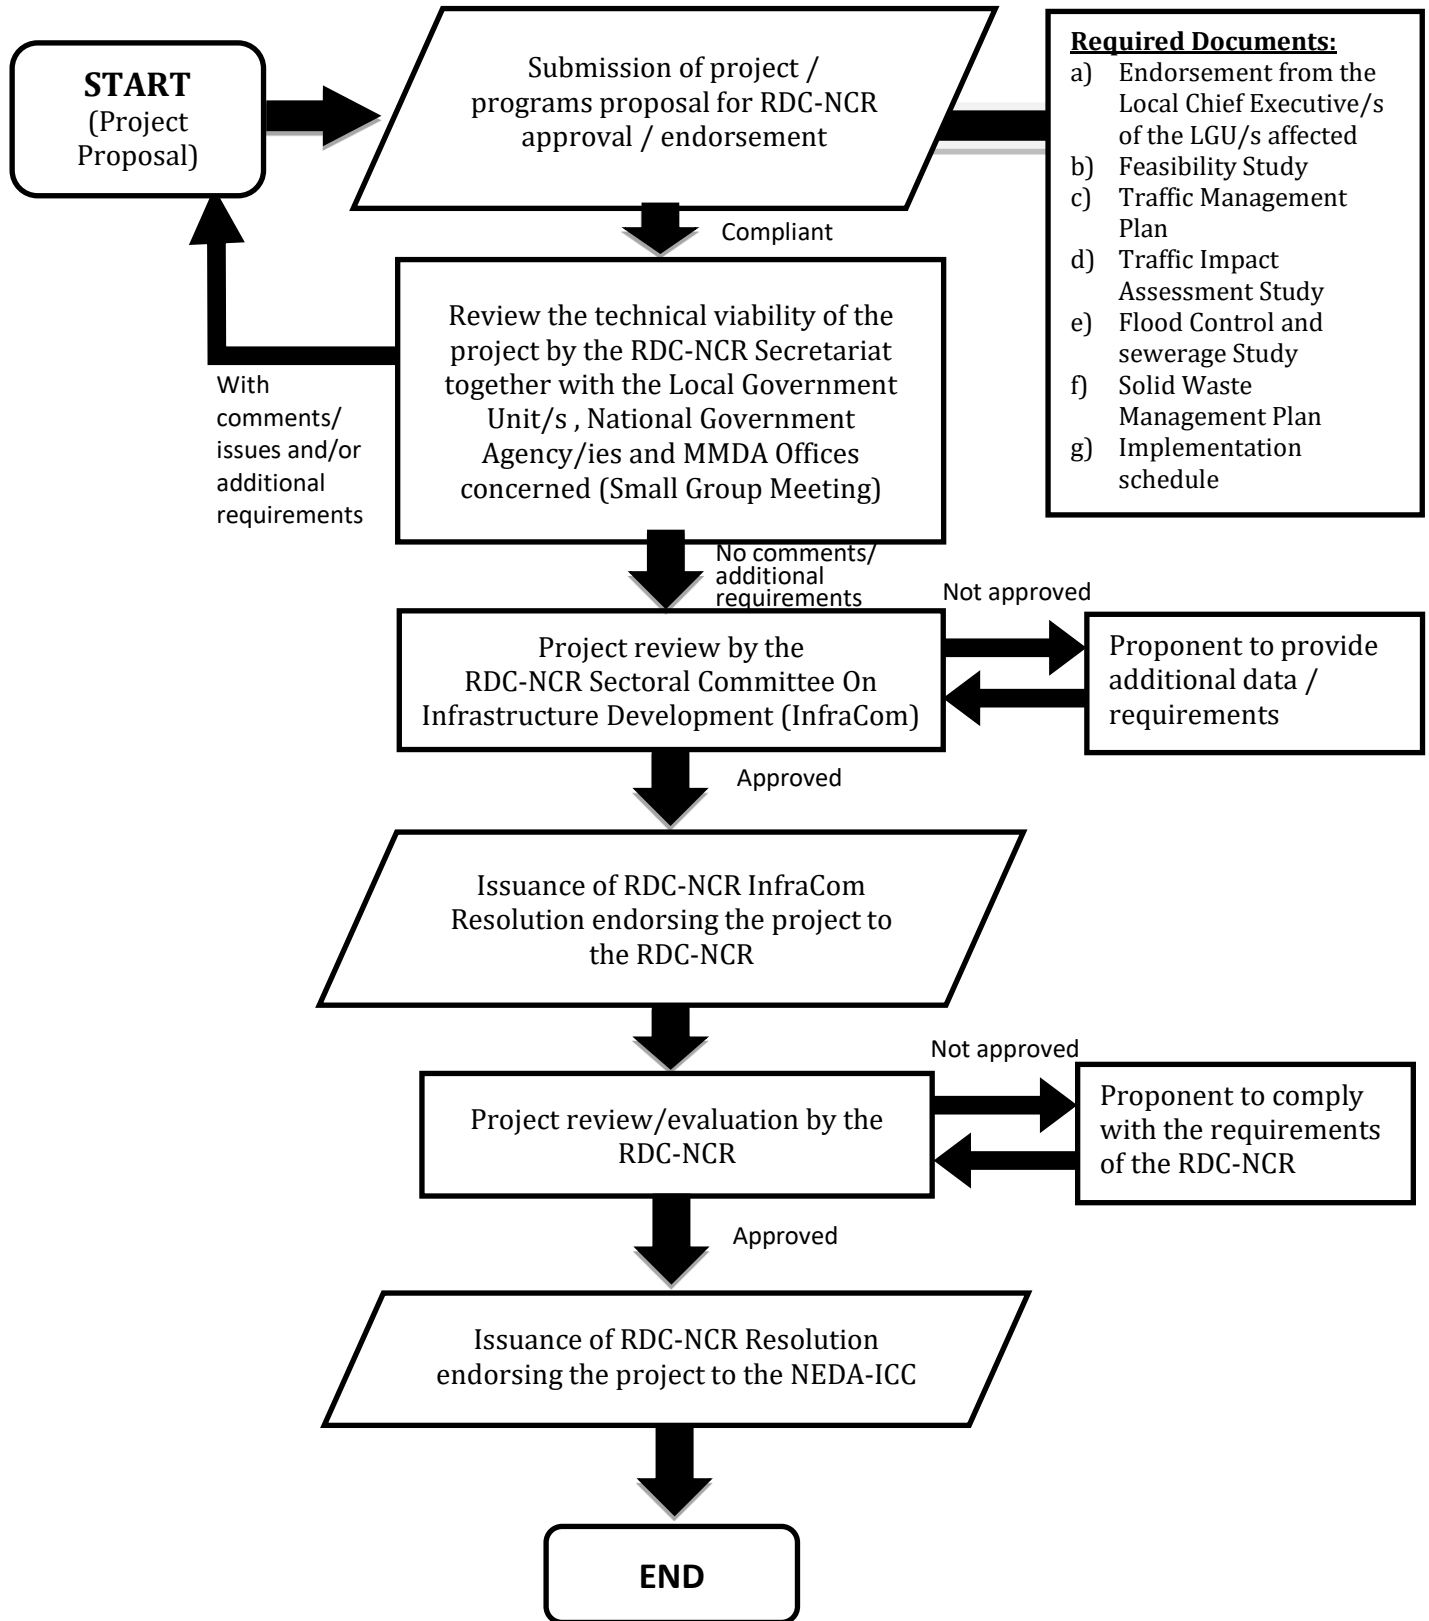 START
(Project
Proposal)
Submission of project /
programs proposal for RDC-NCR
approval / endorsement
Required Documents:
a) Endorsement from the
Local Chief Executive/s
of the LGU/s affected
b) Feasibility Study
c) Traffic Management
Plan
d) Traffic Impact
Assessment Study
e) Flood Control and
sewerage Study
f) Solid Waste
Management Plan
g) Implementation
schedule
Compliant
Review the technical viability of the
project by the RDC-NCR Secretariat
together with the Local Government
Unit/s , National Government
Agency/ies and MMDA Offices
concerned (Small Group Meeting)
With
comments/
issues and/or
additional
requirements
No comments/
additional
requirements
Not approved
Project review by the
RDC-NCR Sectoral Committee On
Infrastructure Development (InfraCom)
Proponent to provide
additional data /
requirements
Approved
Issuance of RDC-NCR InfraCom
Resolution endorsing the project to
the RDC-NCR
Not approved
Project review/evaluation by the
RDC-NCR
Proponent to comply
with the requirements
of the RDC-NCR
Approved
Issuance of RDC-NCR Resolution
endorsing the project to the NEDA-ICC
END